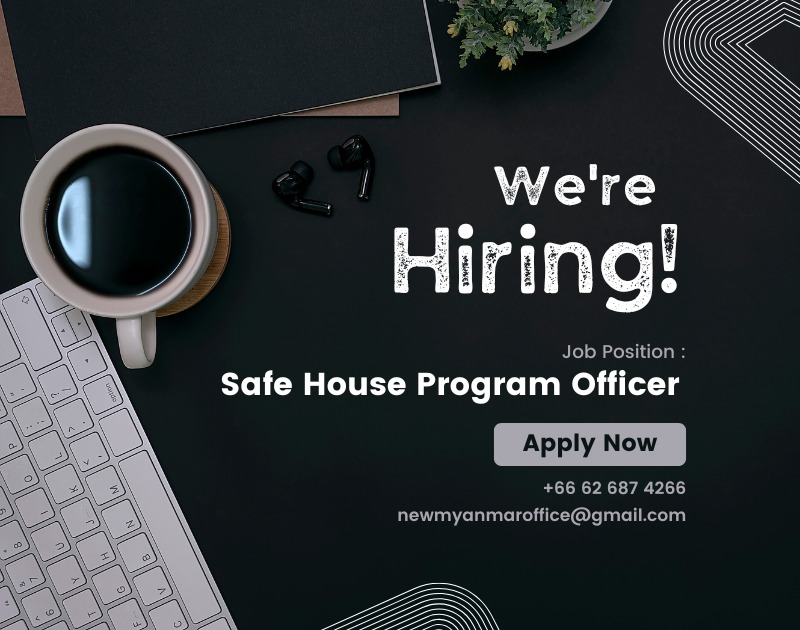 We're
Hiring!
Job Position :
Safe House Program Officer
Apply Now
+66 62 687 4266
newmyanmaroffice@gmail.com